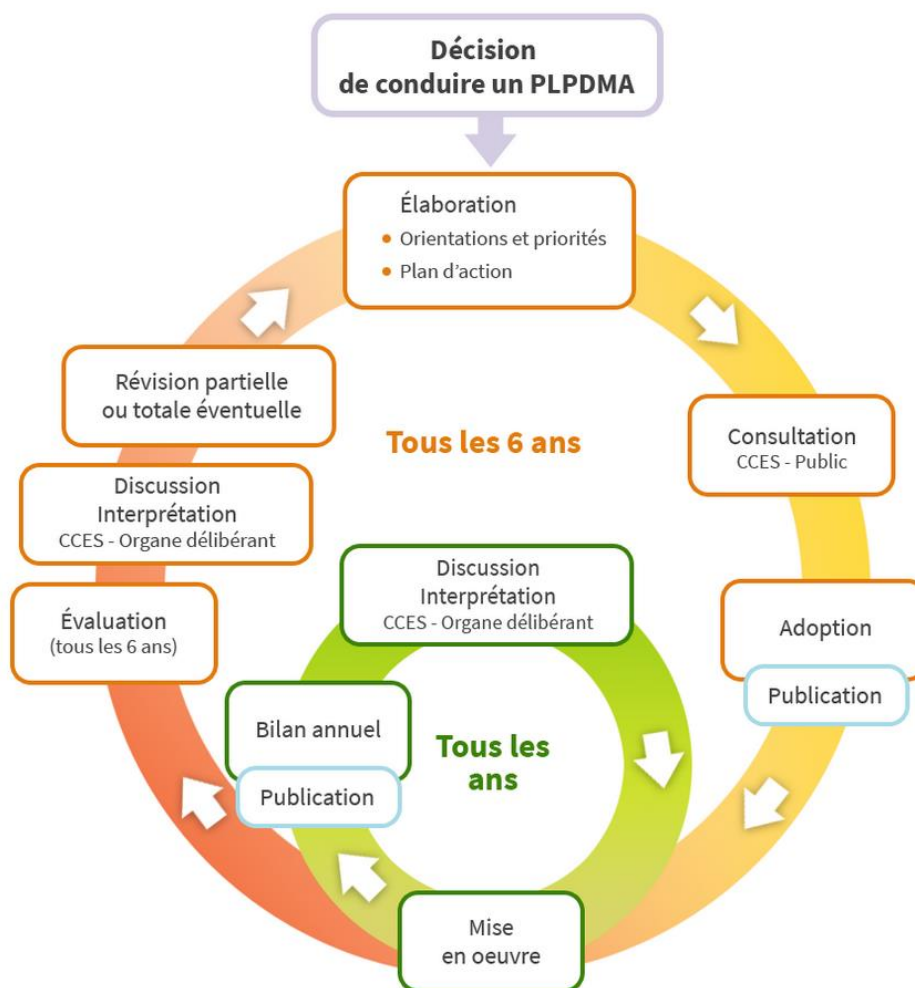 Décision
de conduire un PLPDMA
Élaboration
• Orientations et priorités
• Plan d'action
Révision partielle
ou totale éventuelle
Tous les 6 ans
Consultation
CCES - Public
Discussion
Interprétation
CCES - Organe délibérant
Discussion
Interprétation
CCES - Organe délibérant
Évaluation
(tous les 6 ans)
Adoption
Publication
Bilan annuel
Publication
Tous les
ans
Mise
en oeuvre